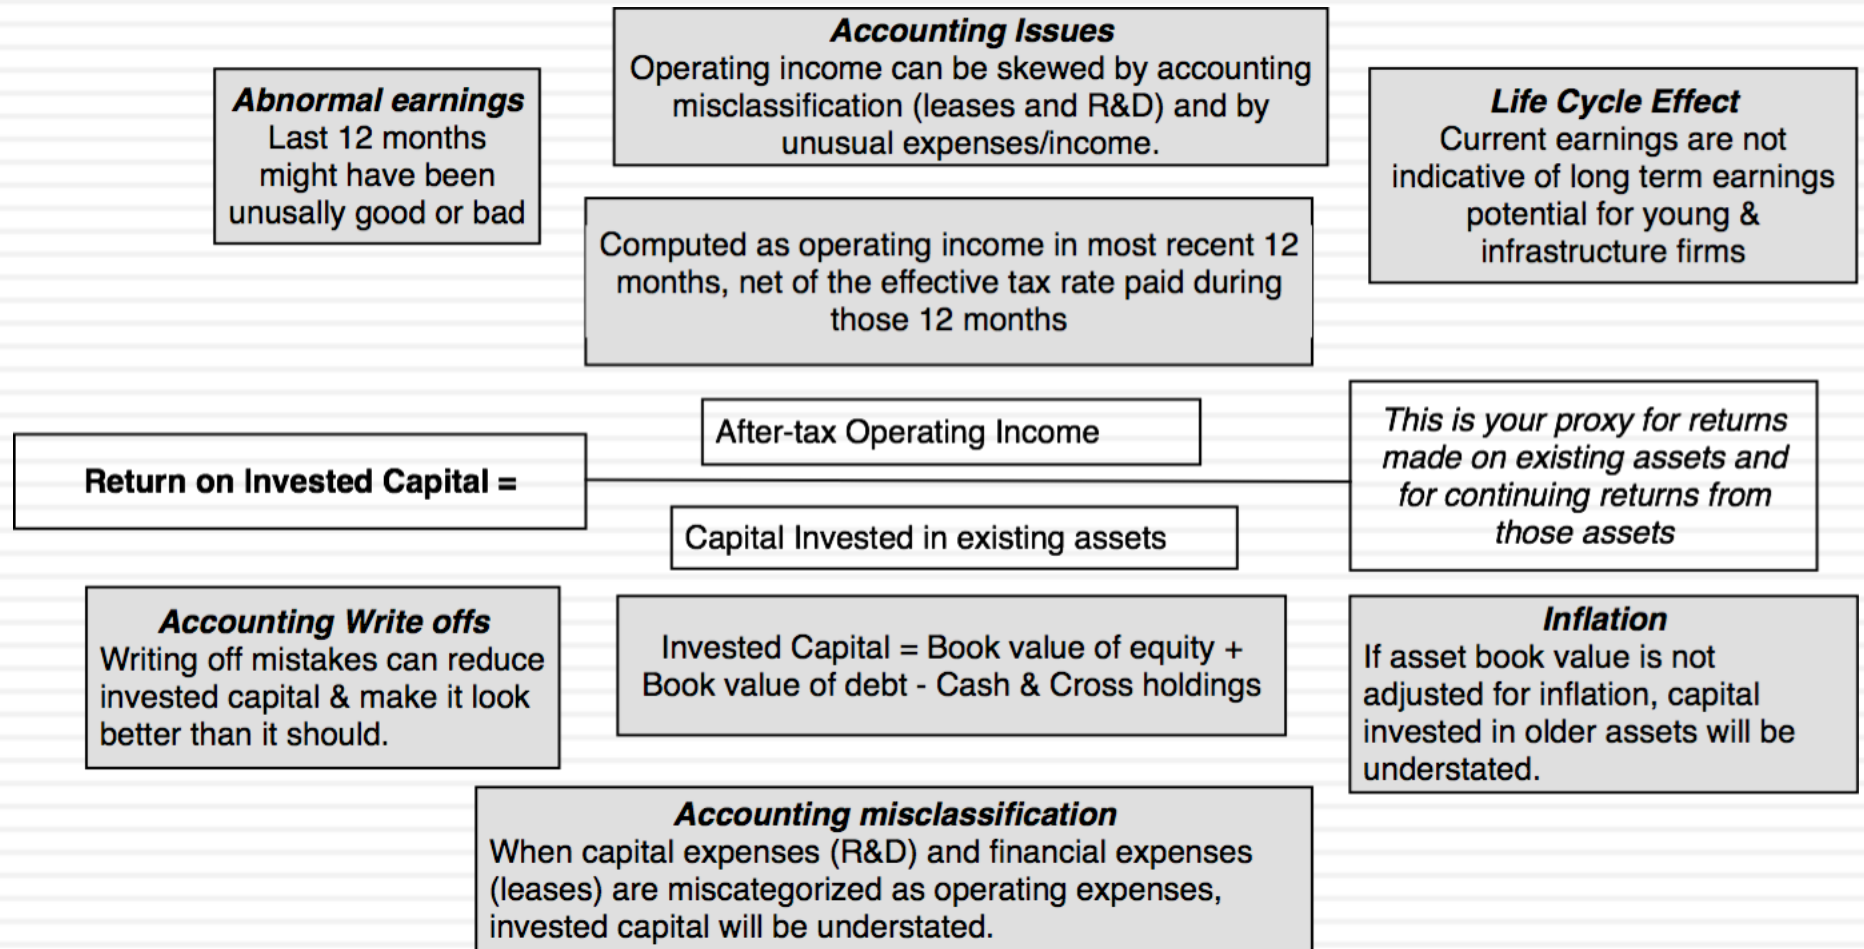 Accounting Issues
Operating income can be skewed by accounting
misclassification (leases and R&D) and by
unusual expenses/income.
Abnormal earnings
Last 12 months
might have been
unusally good or bad
Life Cycle Effect
Current earnings are not
indicative of long term earnings
potential for young &
infrastructure firms
Computed as operating income in most recent 12
months, net of the effective tax rate paid during
those 12 months
Return on Invested Capital =
After-tax Operating Income
Capital Invested in existing assets
This is your proxy for returns
made on existing assets and
for continuing returns from
those assets
Accounting Write offs
Writing off mistakes can reduce
invested capital & make it look
better than it should.
Invested Capital = Book value of equity +
Book value of debt - Cash & Cross holdings
Inflation
If asset book value is not
adjusted for inflation, capital
invested in older assets will be
understated.
Accounting misclassification
When capital expenses (R&D) and financial expenses
(leases) are miscategorized as operating expenses,
invested capital will be understated.